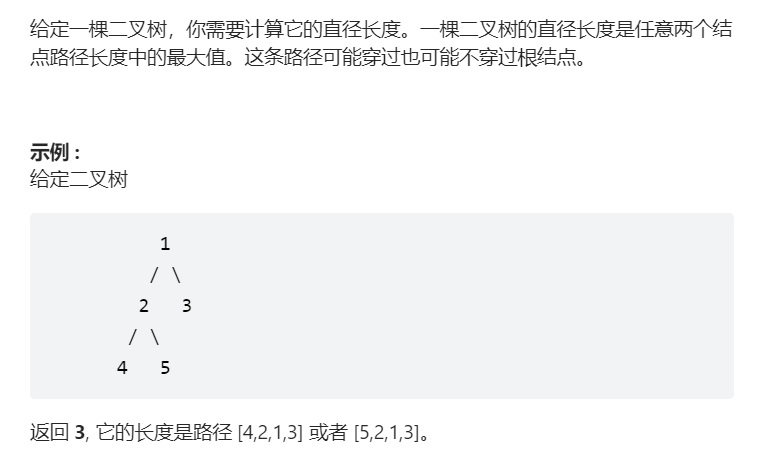 给定一棵二叉树，你需要计算它的直径长度。一棵二叉树的直径长度是任意两个结
点路径长度中的最大值。这条路径可能穿过也可能不穿过根结点。
示例 :
给定二叉树
1
/ \
2   3
/ \
4   5
返回 3, 它的长度是路径 [4,2,1,3] 或者 [5,2,1,3]。